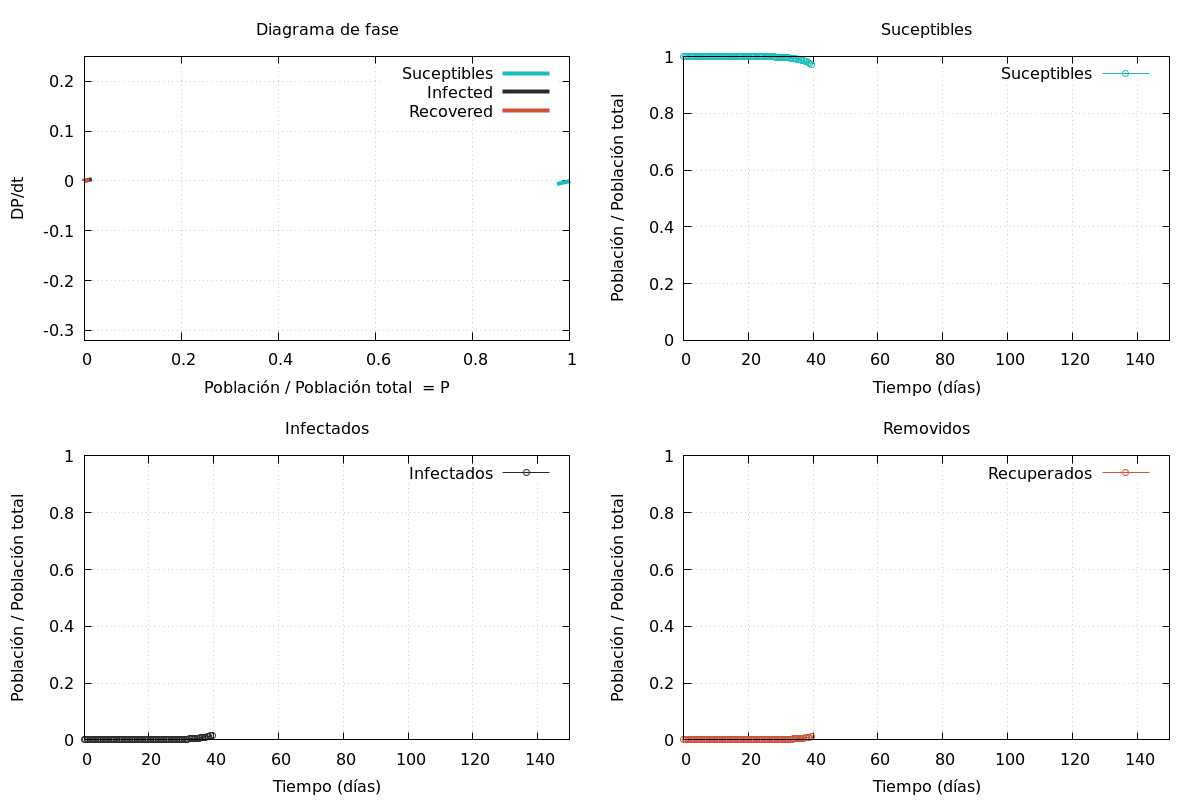 Diagrama de fase
Suceptibles
Infected
Recovered
0.2
0.1
0
-0.1
-0.2
-0.3
0 0.2 0.4 0.6 0.8 1
DP/dt
Población / Población total = P
Suceptibles
Suceptibles
1
0.8
0.6
0.4
0.2
0
0 20 40 60 80 100 120 140
Población / Población total
Tiempo (días)
Infectados
Infectados
1
0.8
0.6
0.4
0.2
0
0 20 40 60 80 100 120 140
Población / Población total
Tiempo (días)
Removidos
Recuperados
1
0.8
0.6
0.4
0.2
0
0 20 40 60 80 100 120 140
Población / Población total
Tiempo (días)